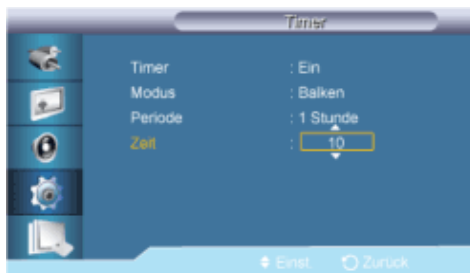 Timer
Timer : Ein
Modus : Balken
Periode : 1 Stunde
Zeit : 10
Einst. Zurück